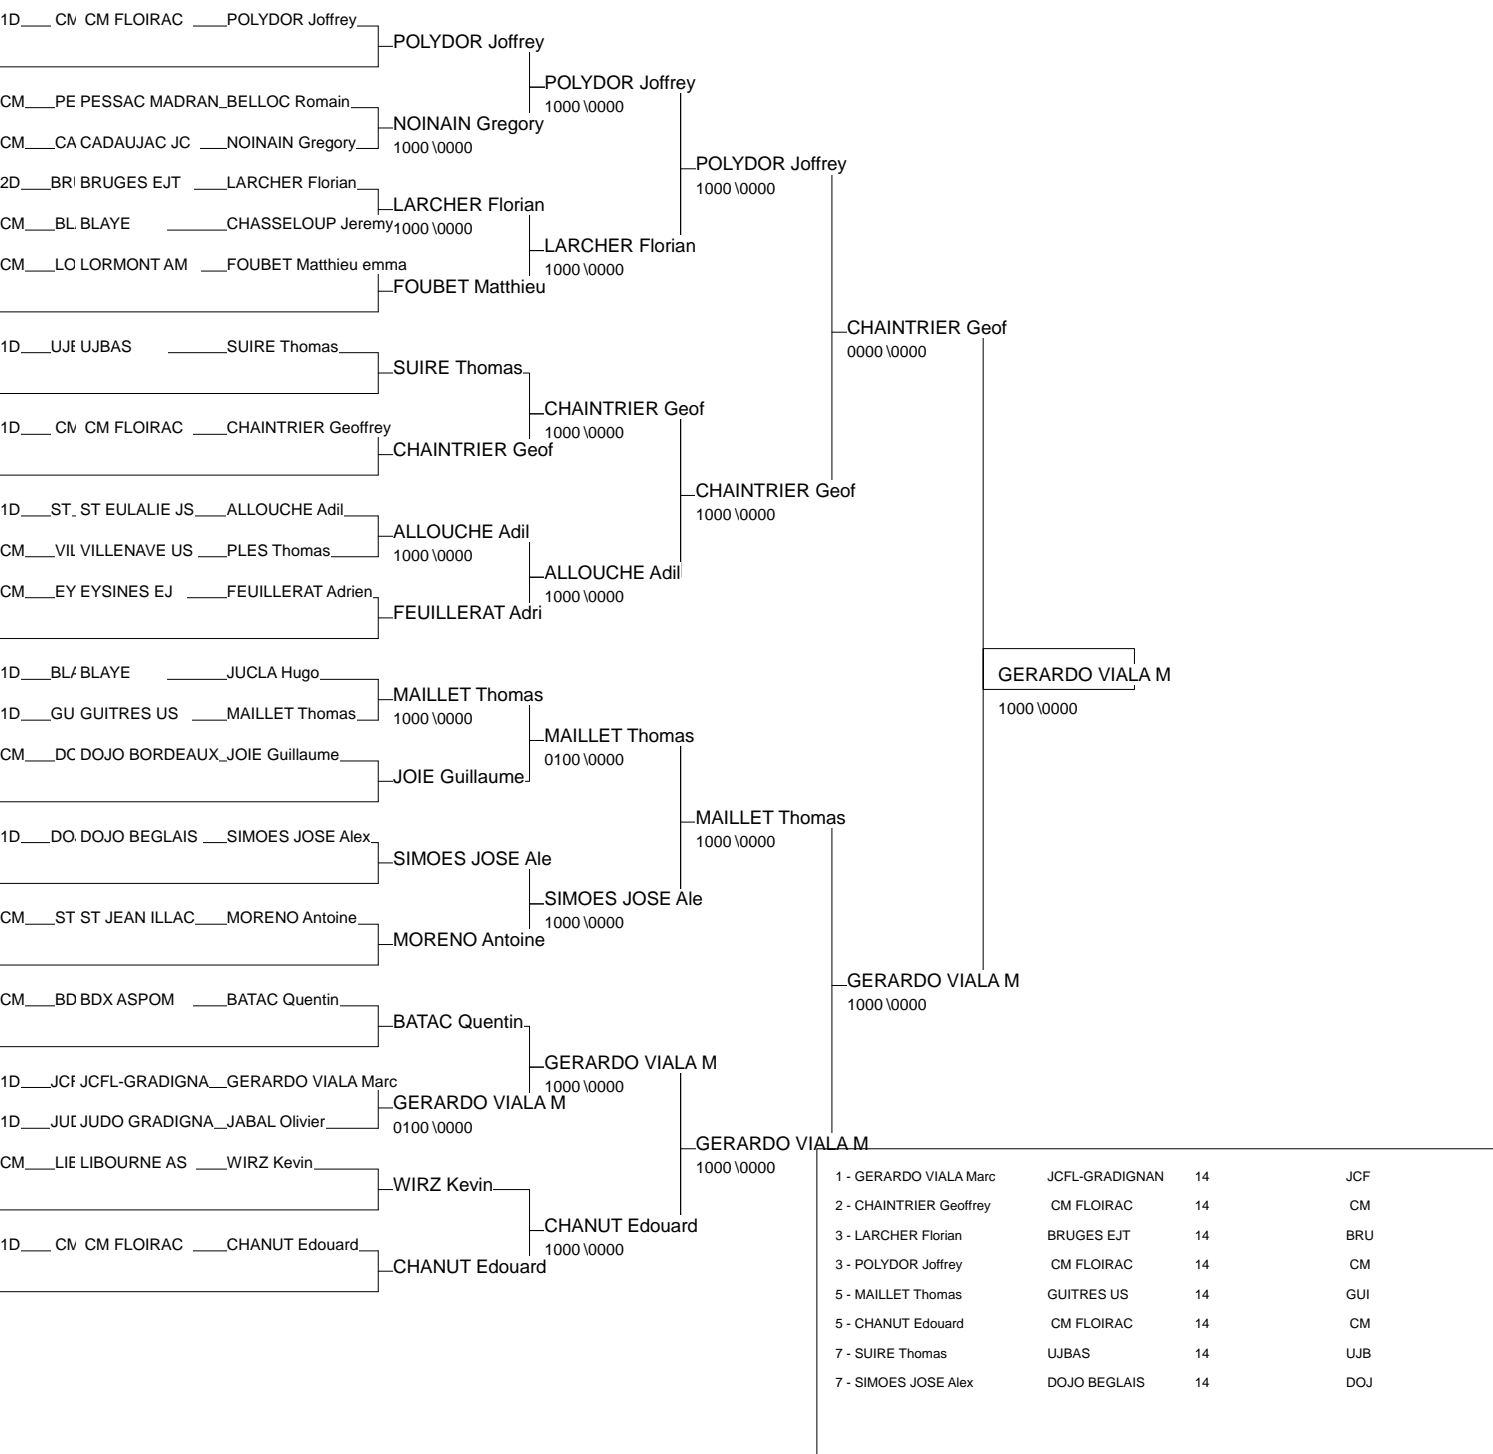 1D CM CM FLOIRAC POLYDOR Joffrey
POLYDOR Joffrey
POLYDOR Joffrey
CM PE PESSAC MADRAN BELLOC Romain
1000 \0000
NOINAIN Gregory
CM CA CADAUJAC JC NOINAIN Gregory
1000 \0000
POLYDOR Joffrey
2D BRU BRUGES EJT LARCHER Florian
1000 \0000
LARCHER Florian
CM BL BLAYE CHASSELOUP Jeremy
1000 \0000
LARCHER Florian
CM LO LORMONT AM FOUBET Matthieu emma
1000 \0000
FOUBET Matthieu
CHAINTRIER Geof
1D UJB UJBAS SUIRE Thomas
0000 \0000
SUIRE Thomas
CHAINTRIER Geof
1D CM CM FLOIRAC CHAINTRIER Geoffrey
1000 \0000
CHAINTRIER Geof
CHAINTRIER Geof
1D ST_ ST EULALIE JS ALLOUCHE Adil
1000 \0000
ALLOUCHE Adil
CM VIL VILLENAVE US PLES Thomas
1000 \0000
ALLOUCHE Adil
CM EY EYSINES EJ FEUILLERAT Adrien
1000 \0000
FEUILLERAT Adri
1D BLA BLAYE JUCLA Hugo
GERARDO VIALA M
MAILLET Thomas
1000 \0000
1D GU GUITRES US MAILLET Thomas
1000 \0000
MAILLET Thomas
CM DO DOJO BORDEAUX JOIE Guillaume
0100 \0000
JOIE Guillaume
MAILLET Thomas
1D DOJ DOJO BEGLAIS SIMOES JOSE Alex
1000 \0000
SIMOES JOSE Ale
SIMOES JOSE Ale
CM ST ST JEAN ILLAC MORENO Antoine
1000 \0000
MORENO Antoine
GERARDO VIALA M
CM BD BDX ASPOM BATAC Quentin
1000 \0000
BATAC Quentin
GERARDO VIALA M
1D JCF JCFL-GRADIGNA GERARDO VIALA Marc
1000 \0000
GERARDO VIALA M
1D JUD JUDO GRADIGNA JABAL Olivier
0100 \0000
GERARDO VIALA M
CM LIB LIBOURNE AS WIRZ Kevin
1000 \0000
WIRZ Kevin
CHANUT Edouard
1D CM CM FLOIRAC CHANUT Edouard
1000 \0000
CHANUT Edouard
1 - GERARDO VIALA Marc JCFL-GRADIGNAN 14 JCF
2 - CHAINTRIER Geoffrey CM FLOIRAC 14 CM
3 - LARCHER Florian BRUGES EJT 14 BRU
3 - POLYDOR Joffrey CM FLOIRAC 14 CM
5 - MAILLET Thomas GUITRES US 14 GUI
5 - CHANUT Edouard CM FLOIRAC 14 CM
7 - SUIRE Thomas UJBAS 14 UJB
7 - SIMOES JOSE Alex DOJO BEGLAIS 14 DOJ